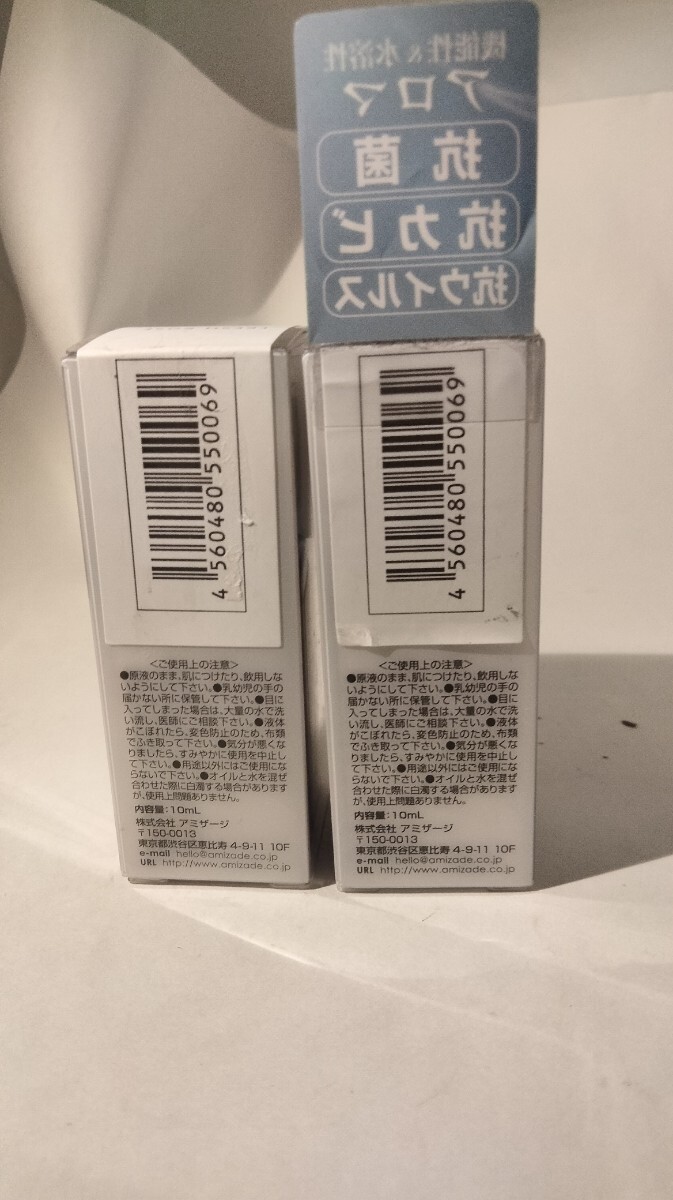 機能性&水溶性
アロマ
抗菌
抗カビ
抗ウイルス
4 560480 550069
<ご使用上の注意>
●原液のまま、肌につけたり、飲用しな
いようにして下さい。●乳幼児の手の
届かない所に保管して下さい。●目に
入ってしまった場合は、大量の水で洗
い流し、医師にご相談下さい。●液体
がこぼれたら、変色防止のため、布類
でふき取って下さい。●気分が悪くな
りましたら、すみやかに使用を中止し
て下さい。●用途以外にはご使用にな
らないで下さい。●オイルと水を混ぜ
合わせた際に白濁する場合があります
が、使用上問題ありません。
内容量:10mL
株式会社 アミザージ
〒150-0013
東京都渋谷区恵比寿 4-9-11 10F
e-mail hello@amizade.co.jp
URL http://www.amizade.co.jp
4 560480 550069
<ご使用上の注意>
●原液のまま、肌につけたり、飲用しな
いようにして下さい。●乳幼児の手の
届かない所に保管して下さい。●目に
入ってしまった場合は、大量の水で洗
い流し、医師にご相談下さい。●液体
がこぼれたら、変色防止のため、布類
でふき取って下さい。●気分が悪くな
りましたら、すみやかに使用を中止し
て下さい。●用途以外にはご使用にな
らないで下さい。●オイルと水を混ぜ
合わせた際に白濁する場合があります
が、使用上問題ありません。
内容量:10mL
株式会社 アミザージ
〒150-0013
東京都渋谷区恵比寿 4-9-11 10F
e-mail hello@amizade.co.jp
URL http://www.amizade.co.jp